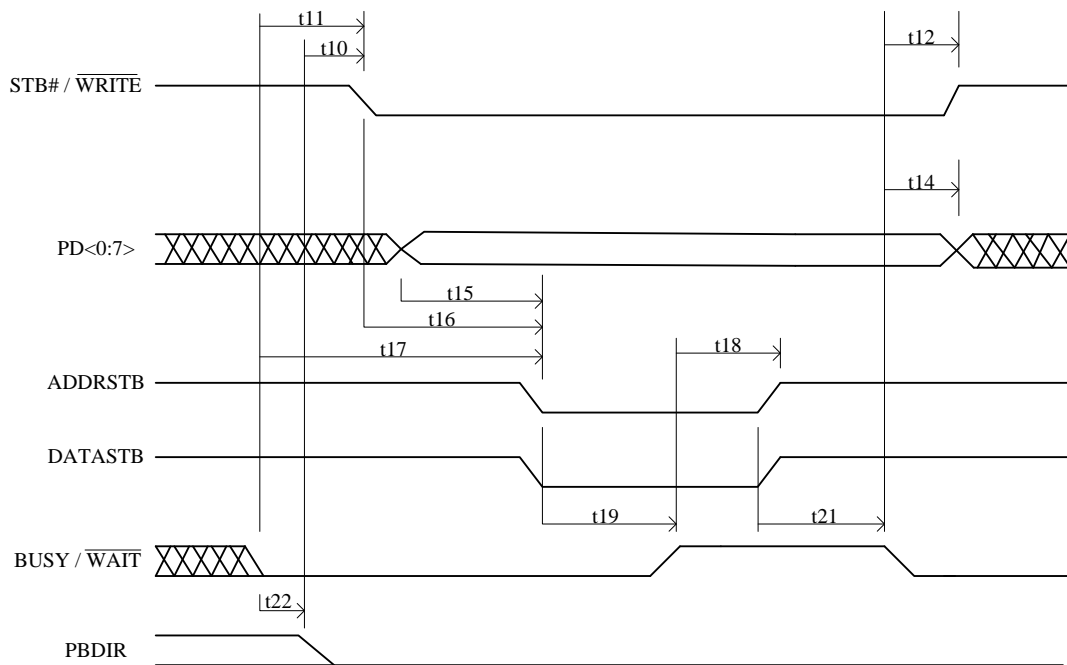 t11
t10
t12
STB# / WRITE
t14
PD<0:7>
t15
t16
t17
t18
ADDRSTB
DATASTB
t19
t21
BUSY / WAIT
t22
PBDIR